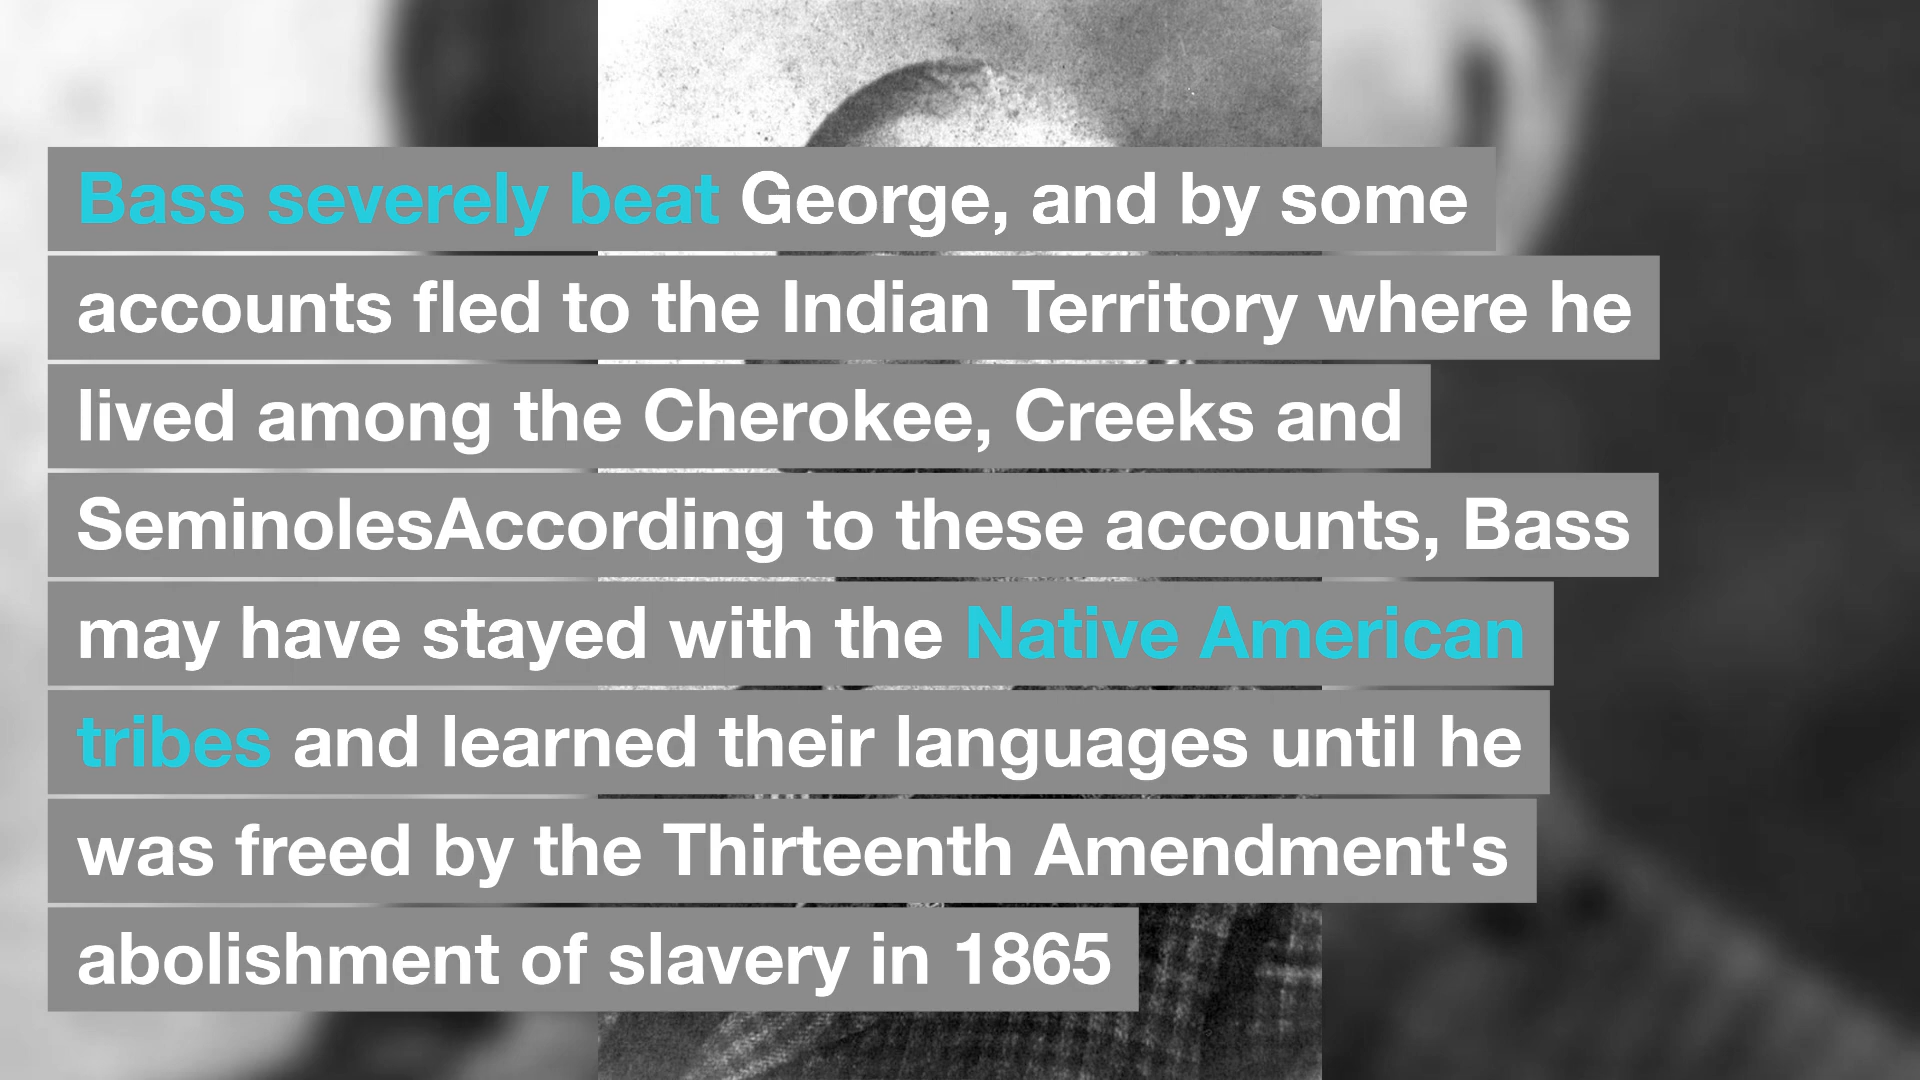 Bass severely beat George, and by some
accounts fled to the Indian Territory where he
lived among the Cherokee, Creeks and
SeminolesAccording to these accounts, Bass
may have stayed with the Native American
tribes and learned their languages until he
was freed by the Thirteenth Amendment's
abolishment of slavery in 1865